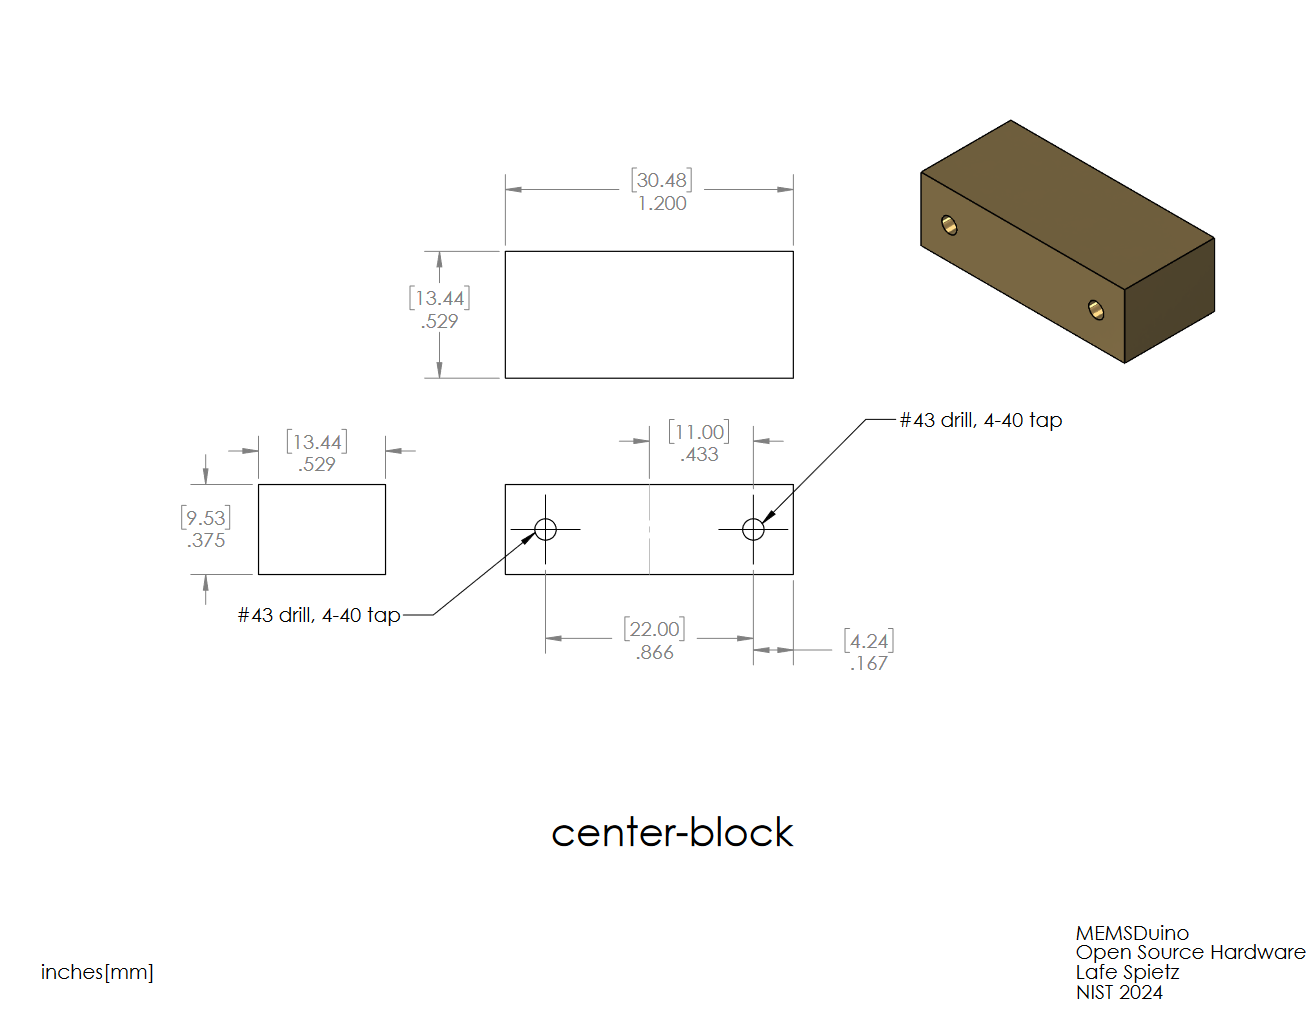 [30.48]
1.200
[13.44]
.529
#43 drill, 4-40 tap
[11.00]
.433
[13.44]
.529
[9.53]
.375
#43 drill, 4-40 tap
[22.00]
.866
[4.24]
.167
center-block
inches[mm]
MEMSDuino
Open Source Hardware
Lafe Spietz
NIST 2024